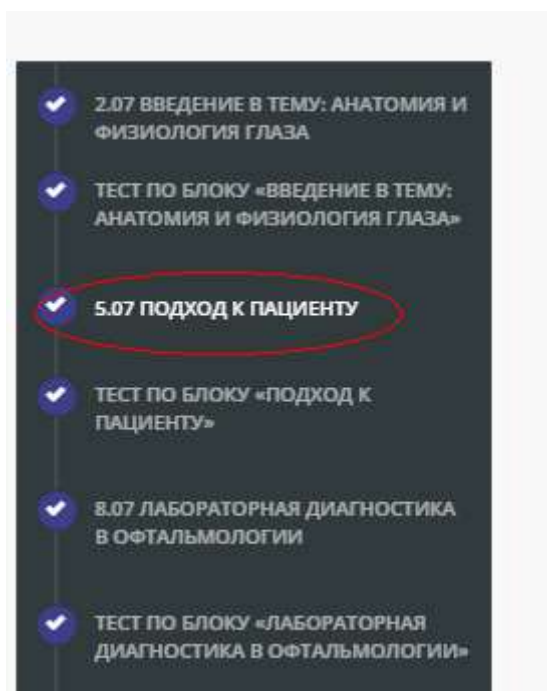 2.07 ВВЕДЕНИЕ В ТЕМУ: АНАТОМИЯ И
ФИЗИОЛОГИЯ ГЛАЗА
ТЕСТ ПО БЛОКУ «ВВЕДЕНИЕ В ТЕМУ:
АНАТОМИЯ И ФИЗИОЛОГИЯ ГЛАЗА»
5.07 ПОДХОД К ПАЦИЕНТУ
ТЕСТ ПО БЛОКУ «ПОДХОД К
ПАЦИЕНТУ»
8.07 ЛАБОРАТОРНАЯ ДИАГНОСТИКА
В ОФТАЛЬМОЛОГИИ
ТЕСТ ПО БЛОКУ «ЛАБОРАТОРНАЯ
ДИАГНОСТИКА В ОФТАЛЬМОЛОГИИ»